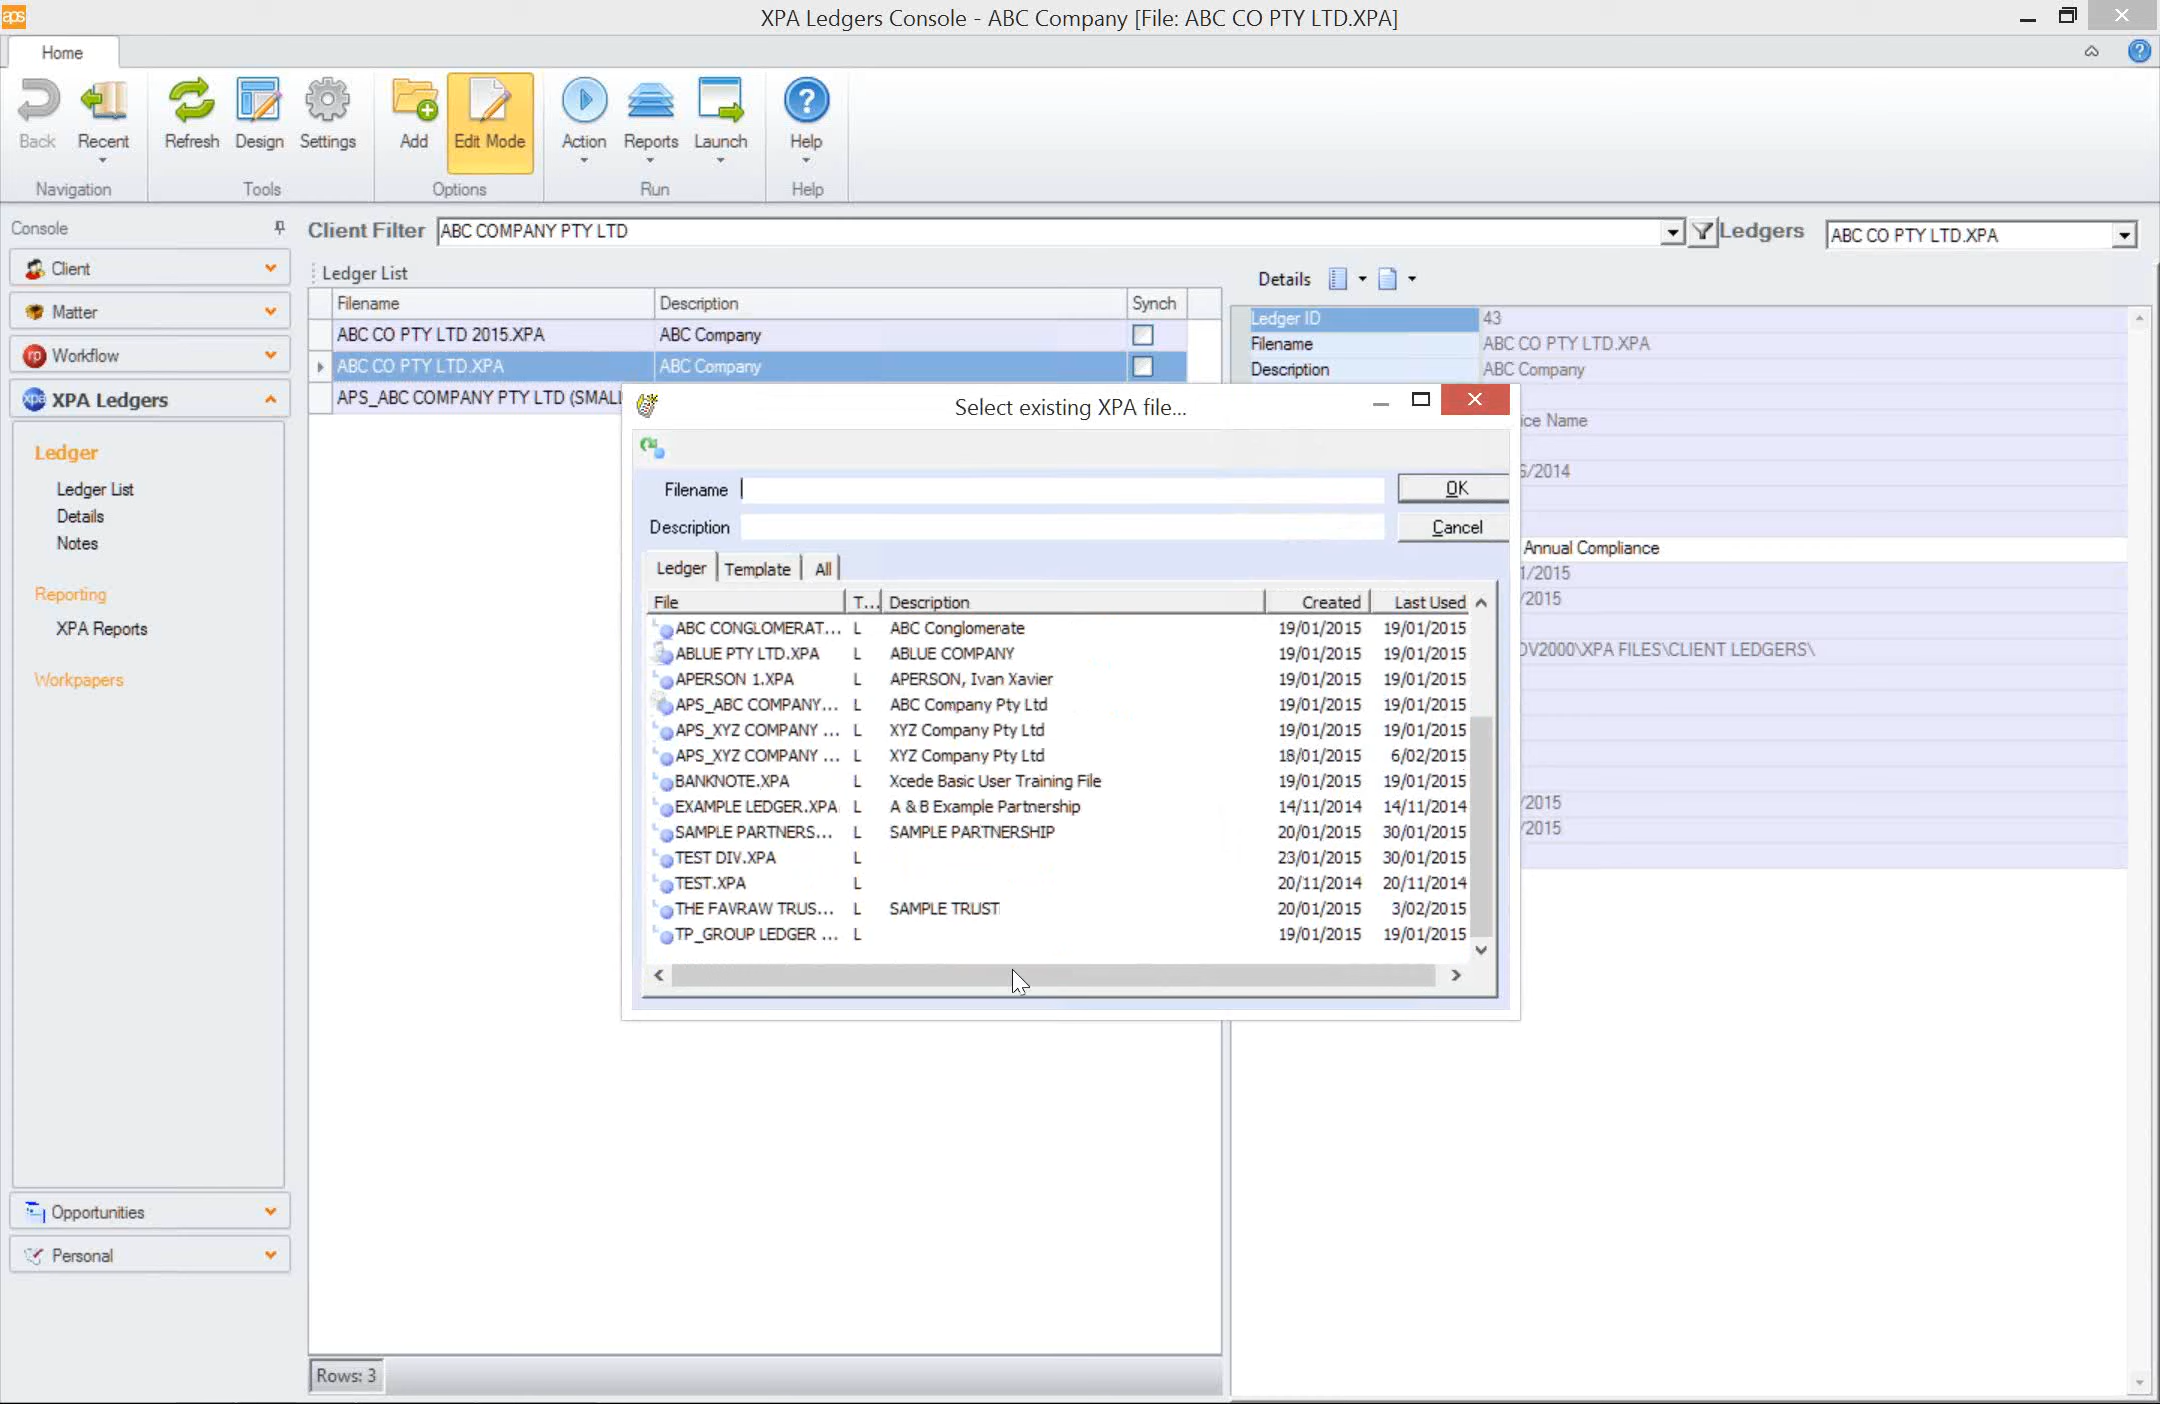 aps XPA Ledgers Console - ABC Company [File: ABC CO PTY LTD.XPA]
Home
Back Recent Refresh Design Settings Add Edit Mode Action Reports Launch Help
Navigation Tools Options Run Help
Console
Client
Matter
rp Workflow
xpa XPA Ledgers
Ledger
Ledger List
Details
Notes
Reporting
XPA Reports
Workpapers
Opportunities
Personal
Client Filter ABC COMPANY PTY LTD
Ledgers ABC CO PTY LTD.XPA
Ledger List
Filename Description Synch
ABC CO PTY LTD 2015.XPA ABC Company
ABC CO PTY LTD.XPA ABC Company
APS_ABC COMPANY PTY LTD (SMALL
Rows: 3
Details
Ledger ID 43
Filename ABC CO PTY LTD.XPA
Description ABC Company
ice Name
/2014
Annual Compliance
1/2015
/2015
OV2000\XPA FILES\CLIENT LEDGERS\
/2015
/2015
Select existing XPA file...
Filename OK
Description Cancel
Ledger Template All
File T... Description Created Last Used
ABC CONGLOMERAT... L ABC Conglomerate 19/01/2015 19/01/2015
ABLUE PTY LTD.XPA L ABLUE COMPANY 19/01/2015 19/01/2015
APERSON 1.XPA L APERSON, Ivan Xavier 19/01/2015 19/01/2015
APS_ABC COMPANY... L ABC Company Pty Ltd 19/01/2015 19/01/2015
APS_XYZ COMPANY ... L XYZ Company Pty Ltd 19/01/2015 19/01/2015
APS_XYZ COMPANY ... L XYZ Company Pty Ltd 18/01/2015 6/02/2015
BANKNOTE.XPA L Xcede Basic User Training File 19/01/2015 19/01/2015
EXAMPLE LEDGER.XPA L A & B Example Partnership 14/11/2014 14/11/2014
SAMPLE PARTNERS... L SAMPLE PARTNERSHIP 20/01/2015 30/01/2015
TEST DIV.XPA L 23/01/2015 30/01/2015
TEST.XPA L 20/11/2014 20/11/2014
THE FAVRAW TRUS... L SAMPLE TRUST 20/01/2015 3/02/2015
TP_GROUP LEDGER ... L 19/01/2015 19/01/2015